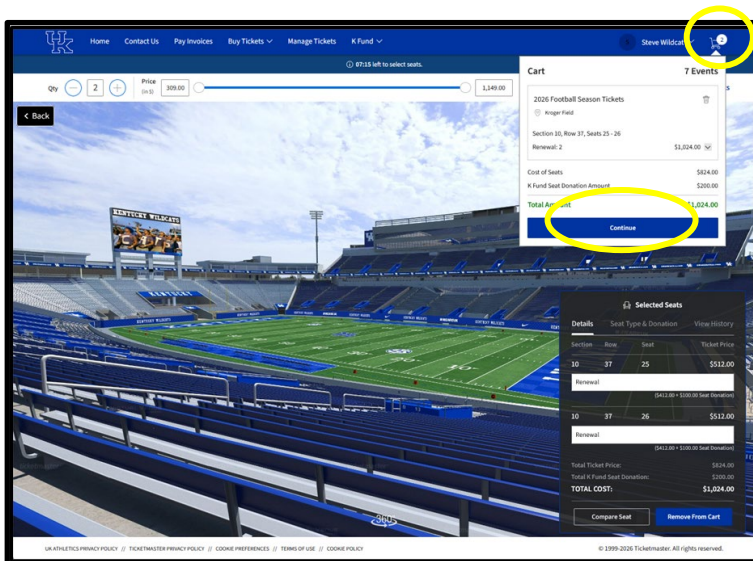 UK
Home Contact Us Pay Invoices Buy Tickets Manage Tickets K Fund Steve Wildcat 2
07:15 left to select seats.
Qty 2 Price (in $) 309.00 1,149.00
Back
Cart 7 Events
2026 Football Season Tickets
Kroger Field
Section 10, Row 37, Seats 25 - 26
Renewal: 2 $1,024.00
Cost of Seats $824.00
K Fund Seat Donation Amount $200.00
Total Amount $1,024.00
Continue
KENTUCKY WILDCATS
KENTUCKY
KENTUCKY WILDCATS
Selected Seats
Details Seat Type & Donation View History
Section Row Seat Ticket Price
10 37 25 $512.00
Renewal
($412.00 + $100.00 Seat Donation)
10 37 26 $512.00
Renewal
($412.00 + $100.00 Seat Donation)
Total Ticket Price: $824.00
Total K Fund Seat Donation: $200.00
TOTAL COST: $1,024.00
Compare Seat Remove From Cart
360°
UK ATHLETICS PRIVACY POLICY // TICKETMASTER PRIVACY POLICY // COOKIE PREFERENCES // TERMS OF USE // COOKIE POLICY © 1999-2026 Ticketmaster. All rights reserved.